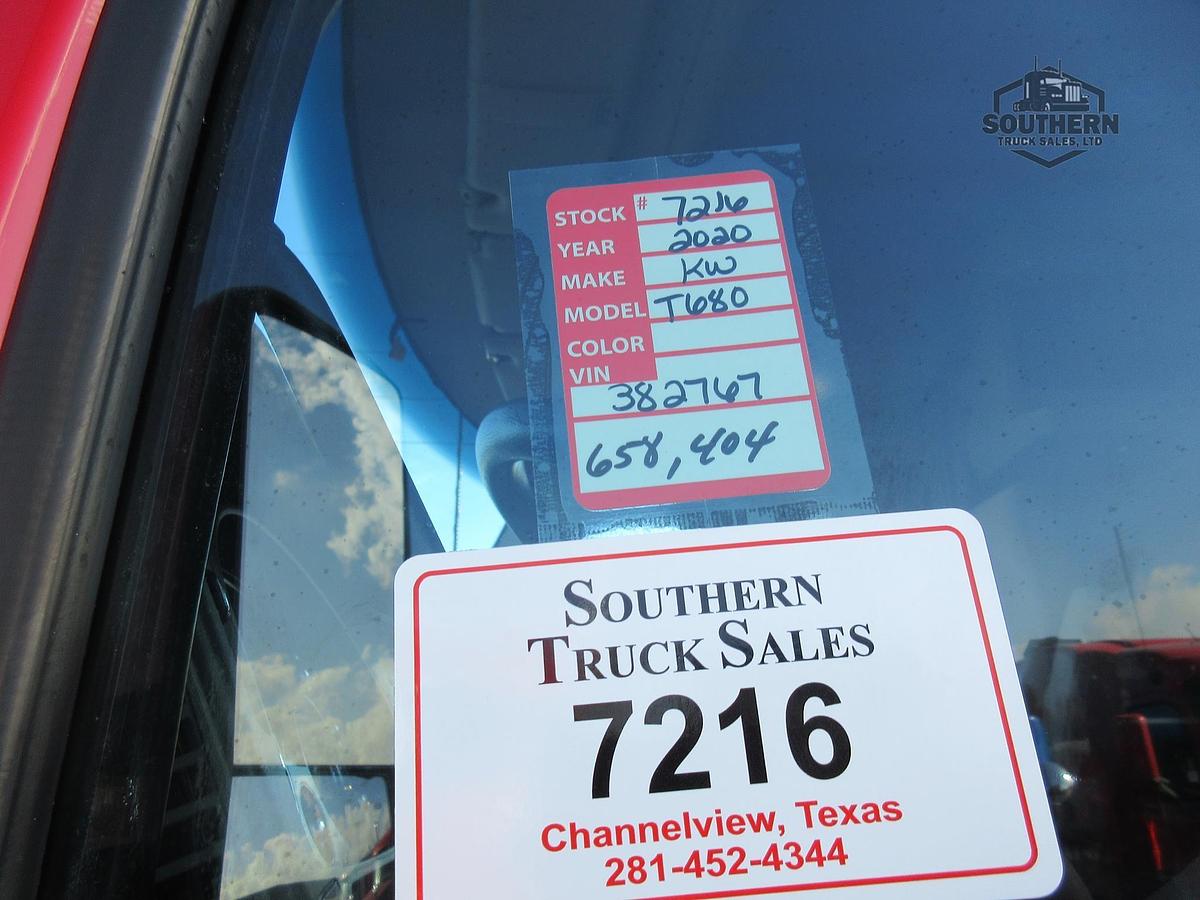 SOUTHERN
TRUCK SALES, LTD
STOCK # 7216
YEAR 2020
MAKE KW
MODEL T680
COLOR
VIN
382767
658,404
SOUTHERN
TRUCK SALES
7216
Channelview, Texas
281-452-4344